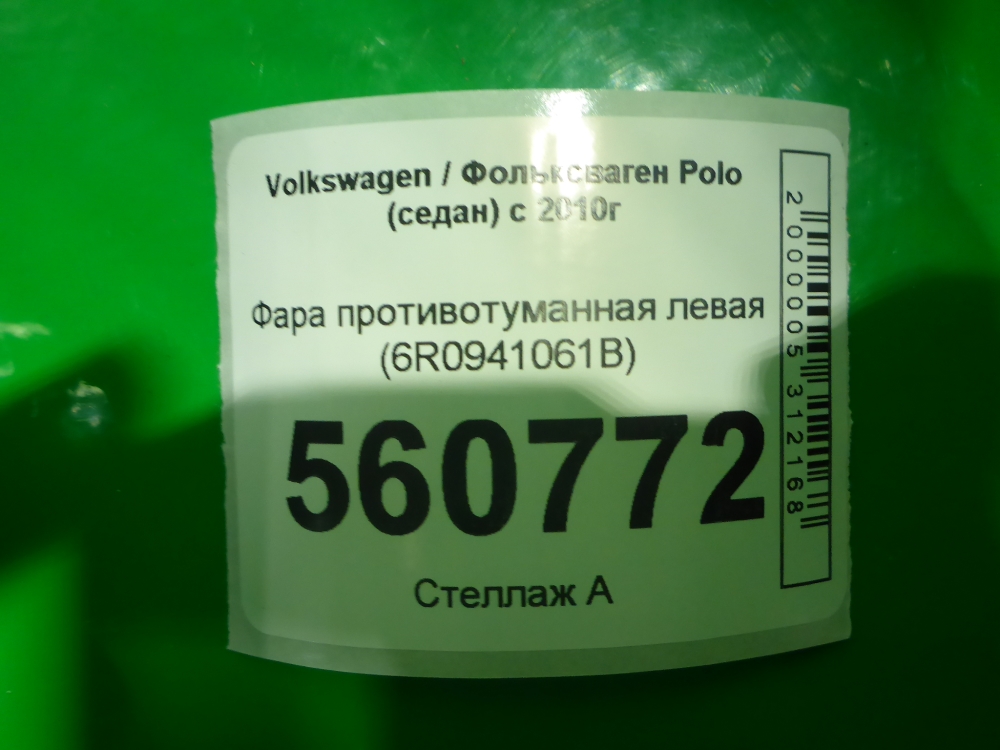 Volkswagen / Фольксваген Polo
(седан) с 2010г
Фара противотуманная левая
(6R0941061B)
560772
Стеллаж А
2000005312168